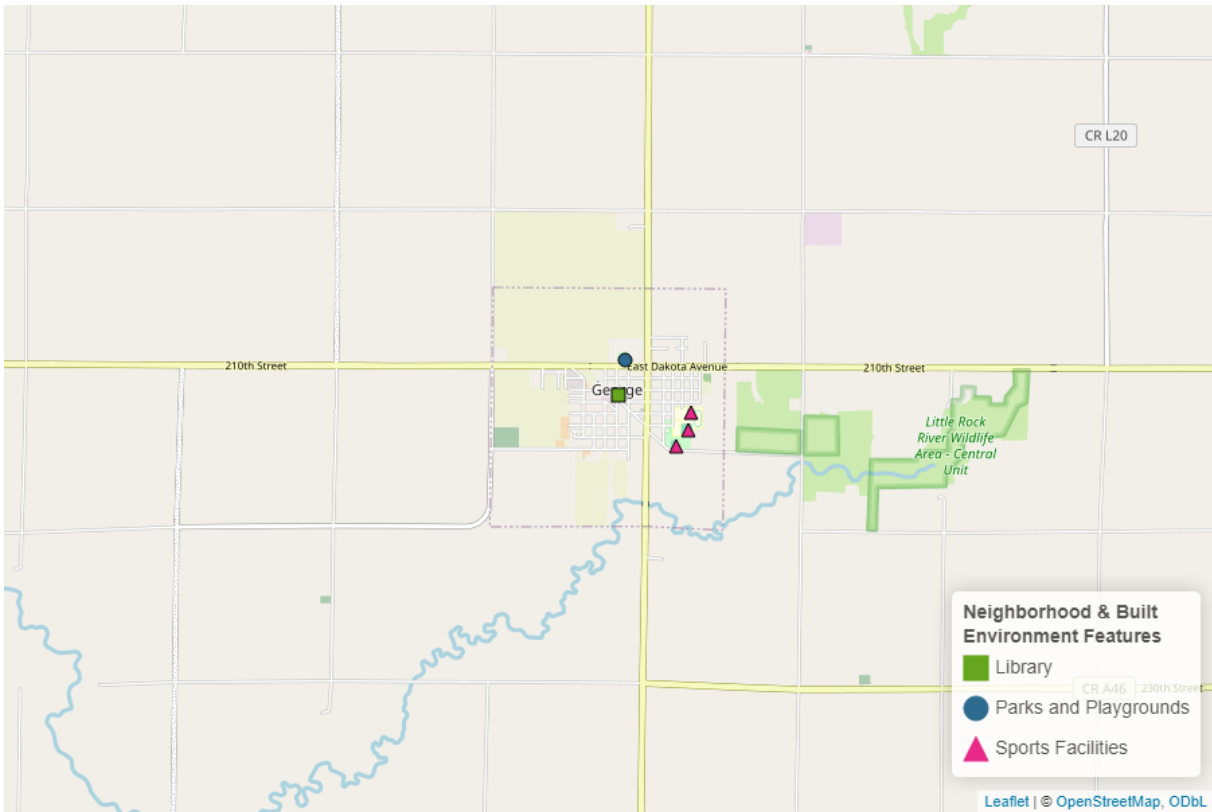 CR L20
210th Street
East Dakota Avenue
210th Street
George
Little Rock
River Wildlife
Area - Central
Unit
Neighborhood & Built
Environment Features
Library
CR A46
230th Street
Parks and Playgrounds
Sports Facilities
Leaflet | © OpenStreetMap, ODbL